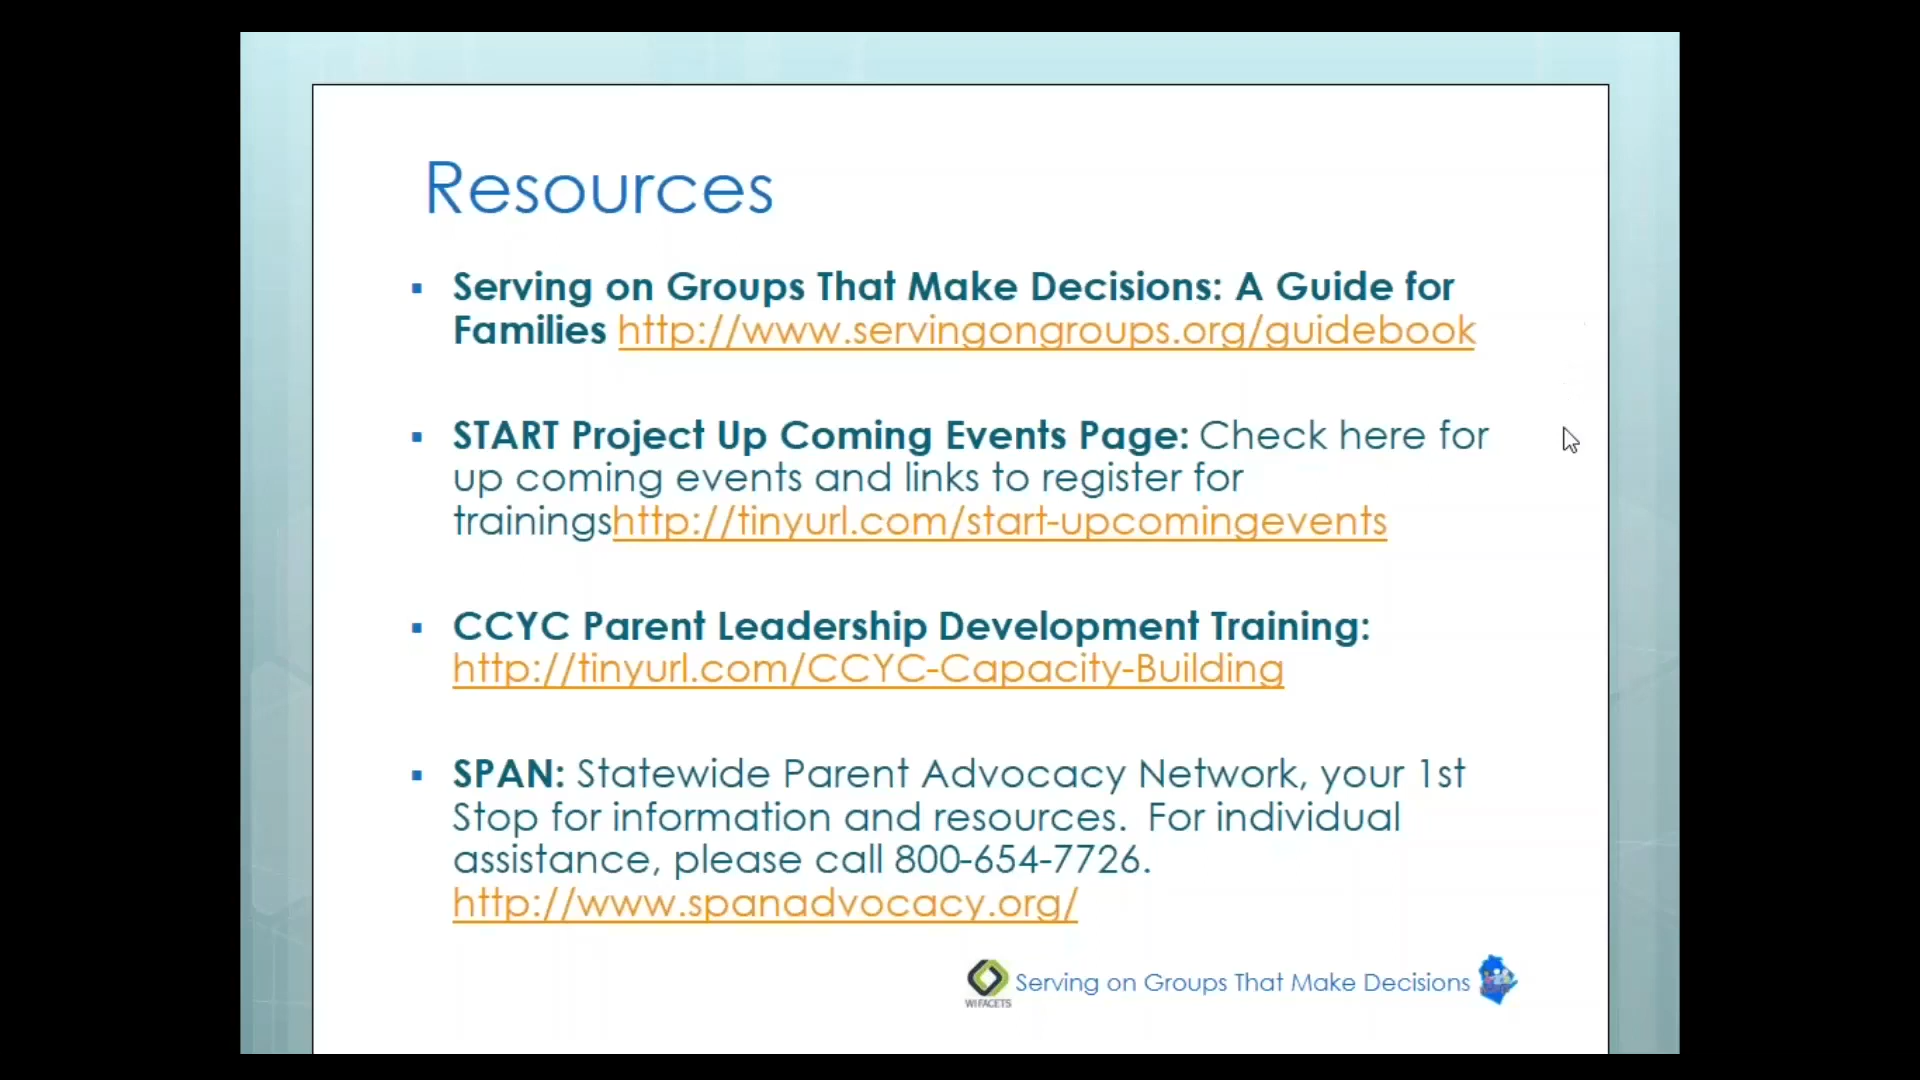 Resources
Serving on Groups That Make Decisions: A Guide for
Families http://www.servingongroups.org/guidebook
START Project Up Coming Events Page: Check here for
up coming events and links to register for
trainingshttp://tinyurl.com/start-upcomingevents
CCYC Parent Leadership Development Training:
http://tinyurl.com/CCYC-Capacity-Building
SPAN: Statewide Parent Advocacy Network, your 1st
Stop for information and resources.  For individual
assistance, please call 800-654-7726.
http://www.spanadvocacy.org/
Serving on Groups That Make Decisions
WI FACETS